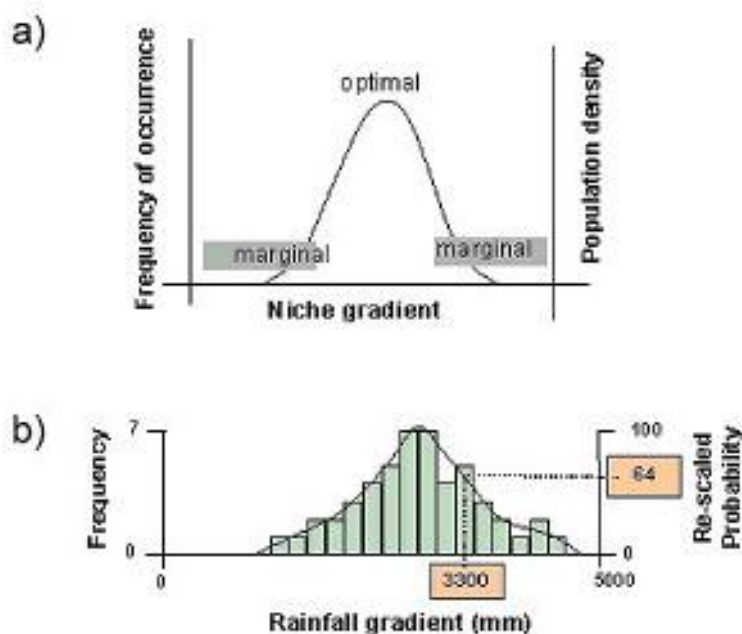 a)
Frequency of occurrence
optimal
marginal
marginal
Population density
Niche gradient
b)
Frequency
7
0
100
64
0
Re-scaled
Probability
0
3300
5000
Rainfall gradient (mm)